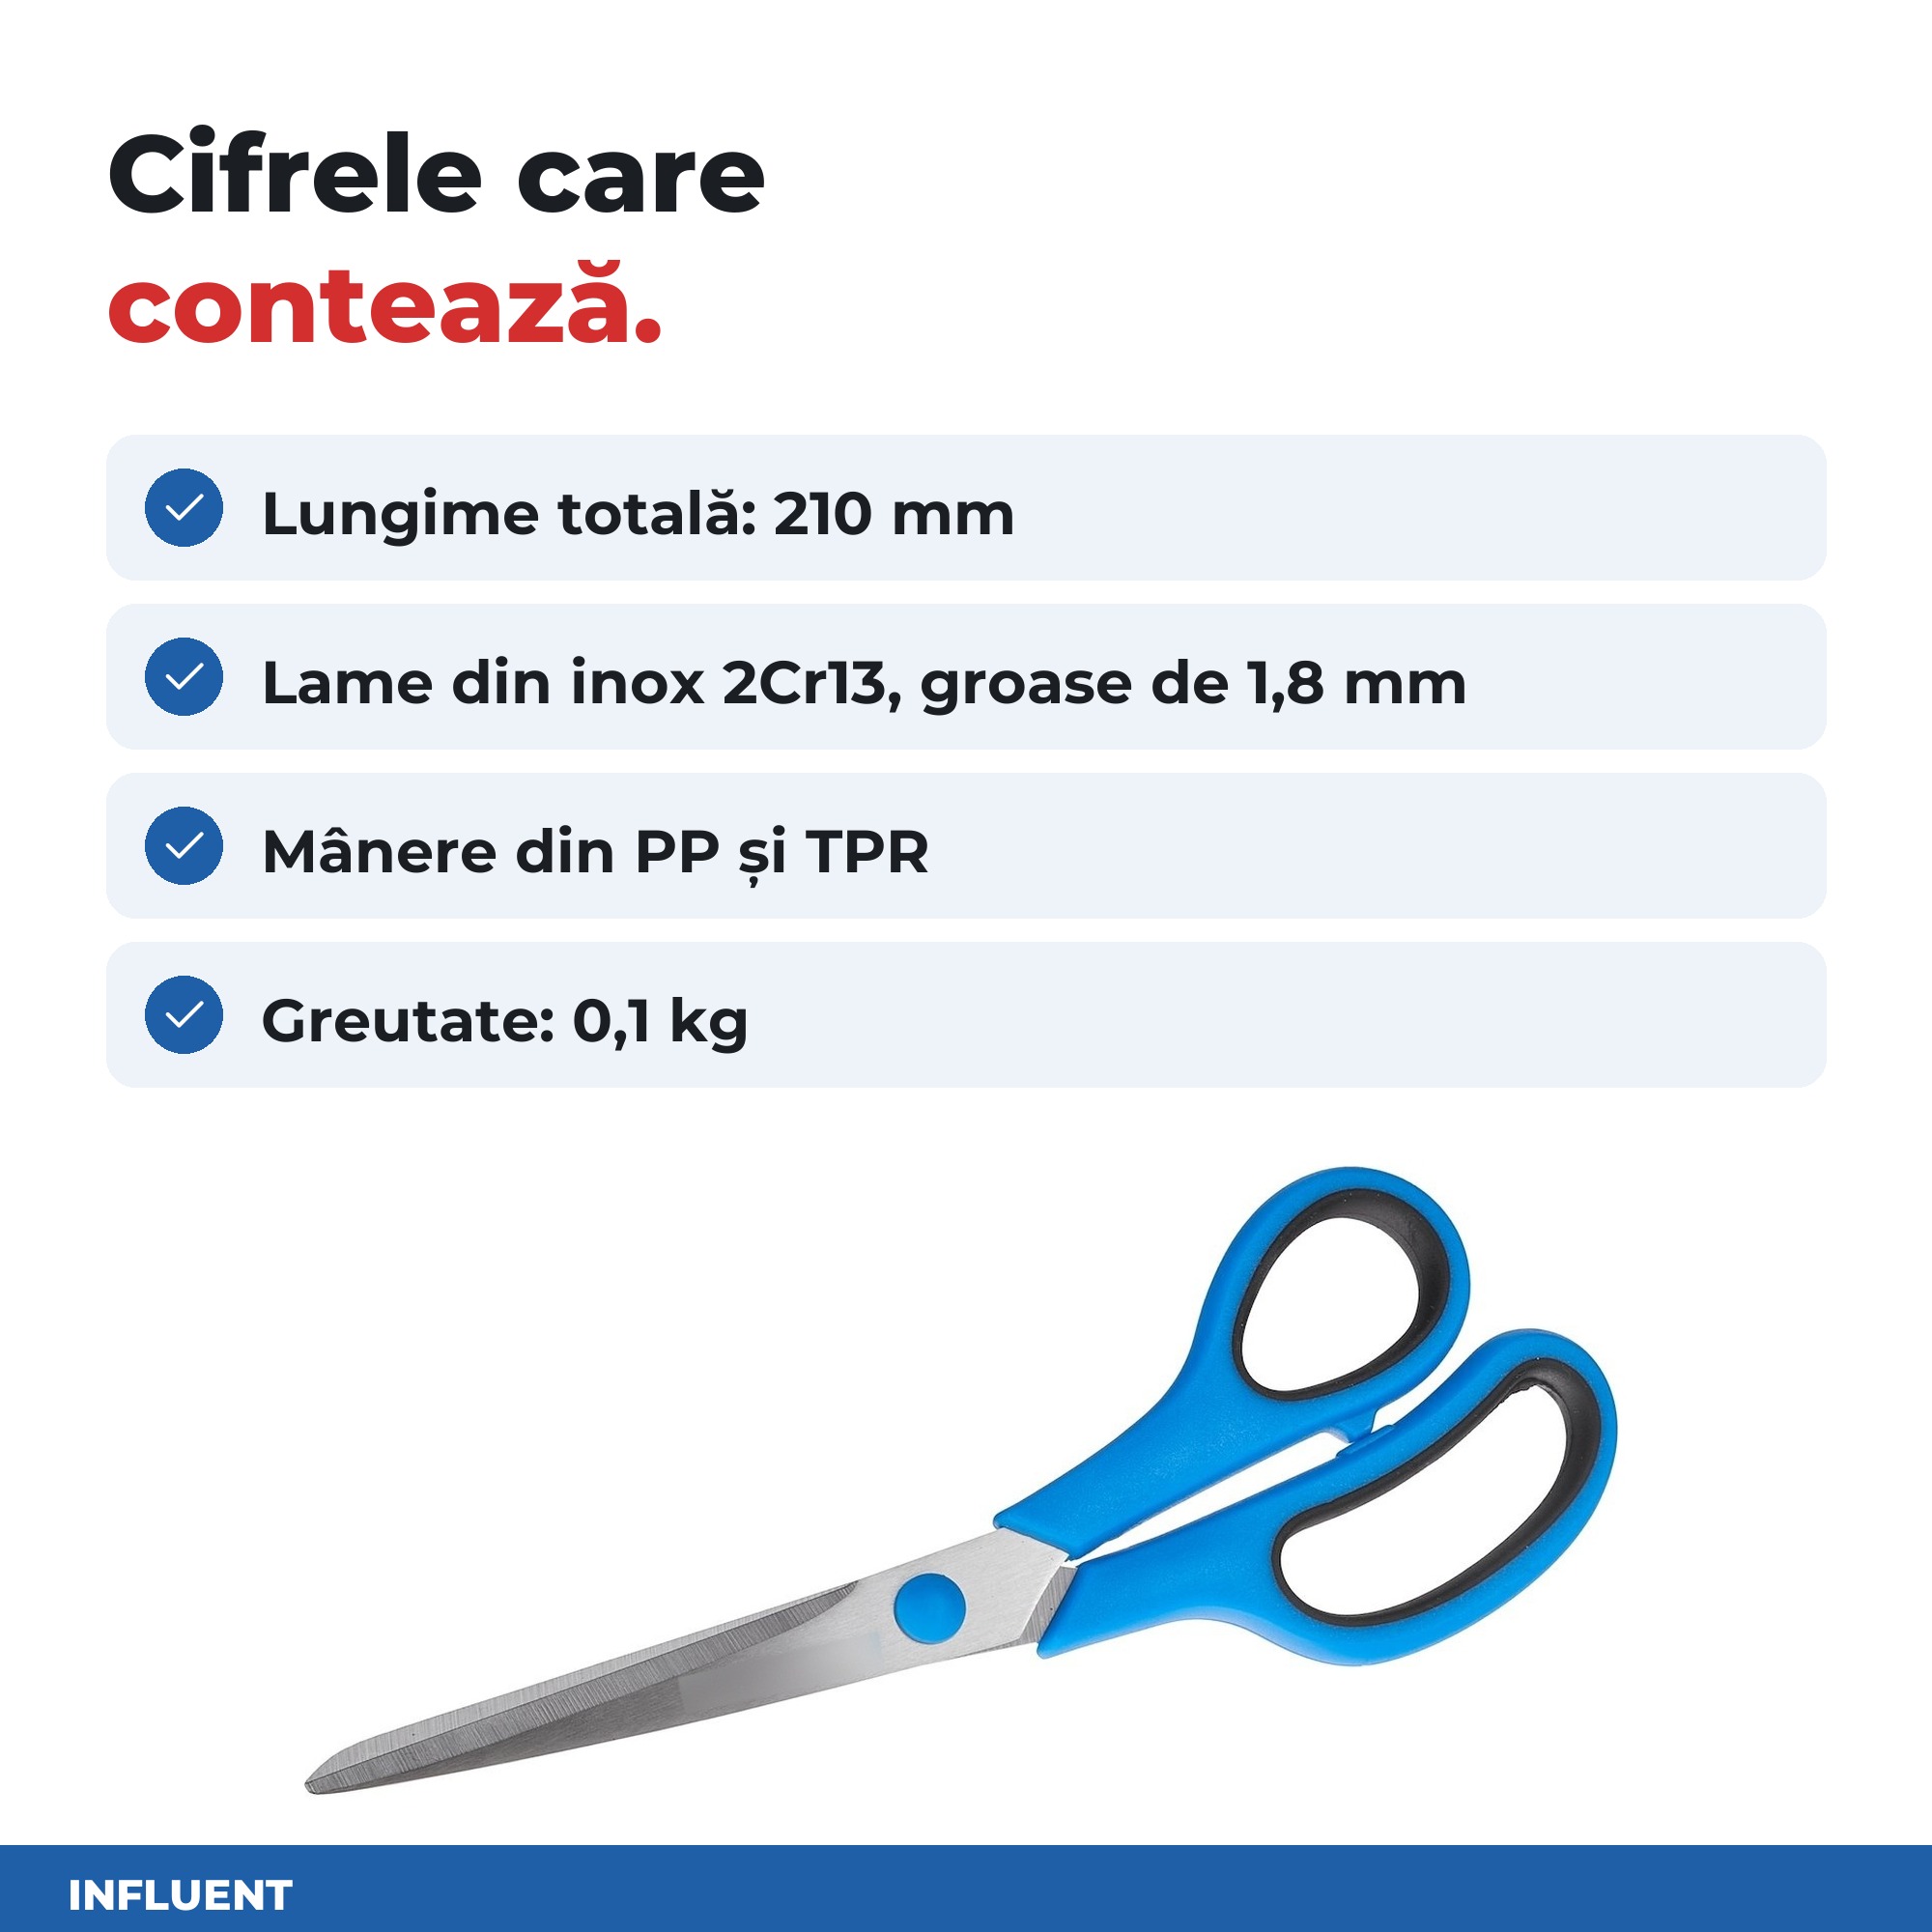 Cifrele care
contează.
Lungime totală: 210 mm
Lame din inox 2Cr13, groase de 1,8 mm
Mânere din PP și TPR
Greutate: 0,1 kg
INFLUENT